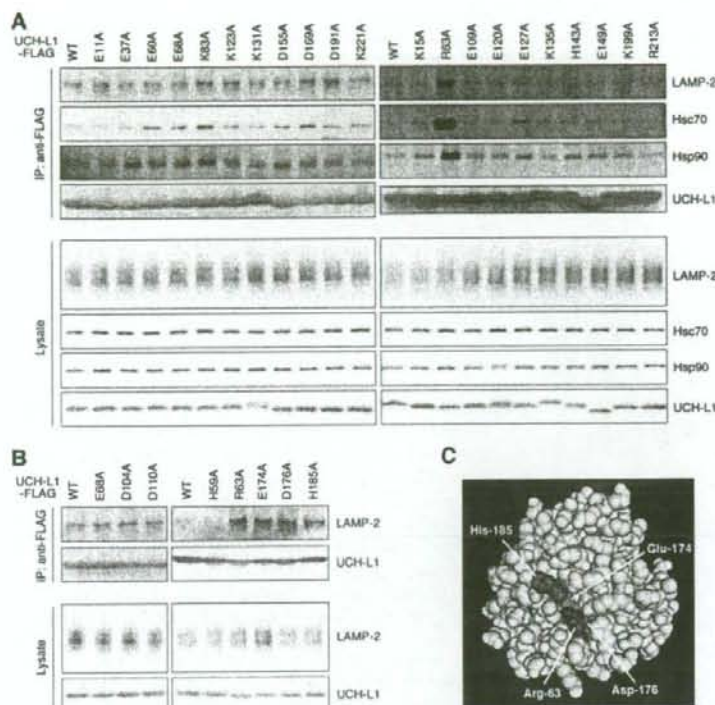 A
UCH-L1
-FLAG
WT E11A E37A E60A E68A K83A K123A K131A D155A D169A D191A K221A
WT K15A R63A E109A E120A E127A K135A H143A E149A K199A R213A
IP: anti-FLAG
LAMP-2
Hsc70
Hsp90
UCH-L1
Lysate
LAMP-2
Hsc70
Hsp90
UCH-L1
B
UCH-L1
-FLAG
WT E68A D104A D110A
WT H59A R63A E174A D176A H185A
IP: anti-FLAG
LAMP-2
UCH-L1
Lysate
LAMP-2
UCH-L1
C
His-185
Glu-174
Arg-63
Asp-176